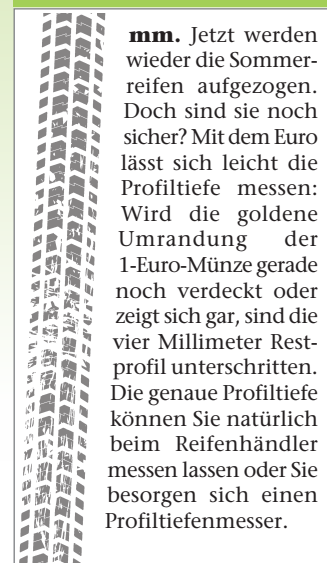 mm. Jetzt werden
wieder die Sommer-
reifen aufgezogen.
Doch sind sie noch
sicher? Mit dem Euro
lässt sich leicht die
Profiltiefe messen:
Wird die goldene
Umrandung der
1-Euro-Münze gerade
noch verdeckt oder
zeigt sich gar, sind die
vier Millimeter Rest-
profil unterschritten.
Die genaue Profiltiefe
können Sie natürlich
beim Reifenhändler
messen lassen oder Sie
besorgen sich einen
Profiltiefenmesser.